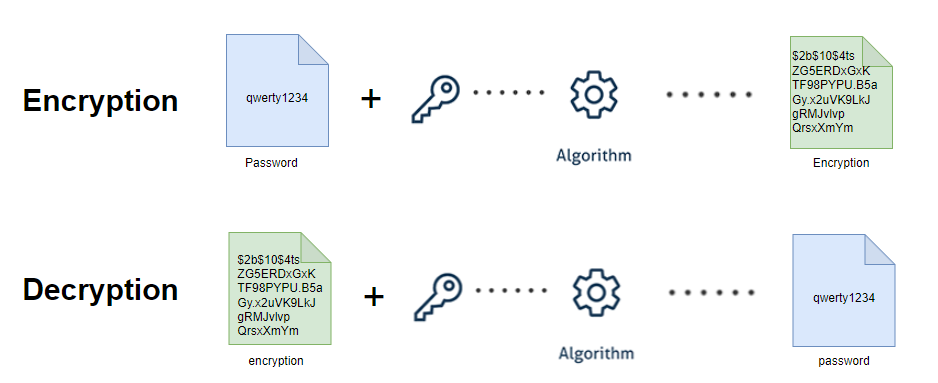 Encryption
qwerty1234
+
Password
Algorithm
$2b$10$4ts
ZG5ERDxGxK
TF98PYPU.B5a
Gy.x2uVK9LkJ
gRMJvlvp
QrsxXmYm
Encryption
Decryption
$2b$10$4ts
ZG5ERDxGxK
TF98PYPU.B5a
Gy.x2uVK9LkJ
gRMJvlvp
QrsxXmYm
+
encryption
Algorithm
qwerty1234
password